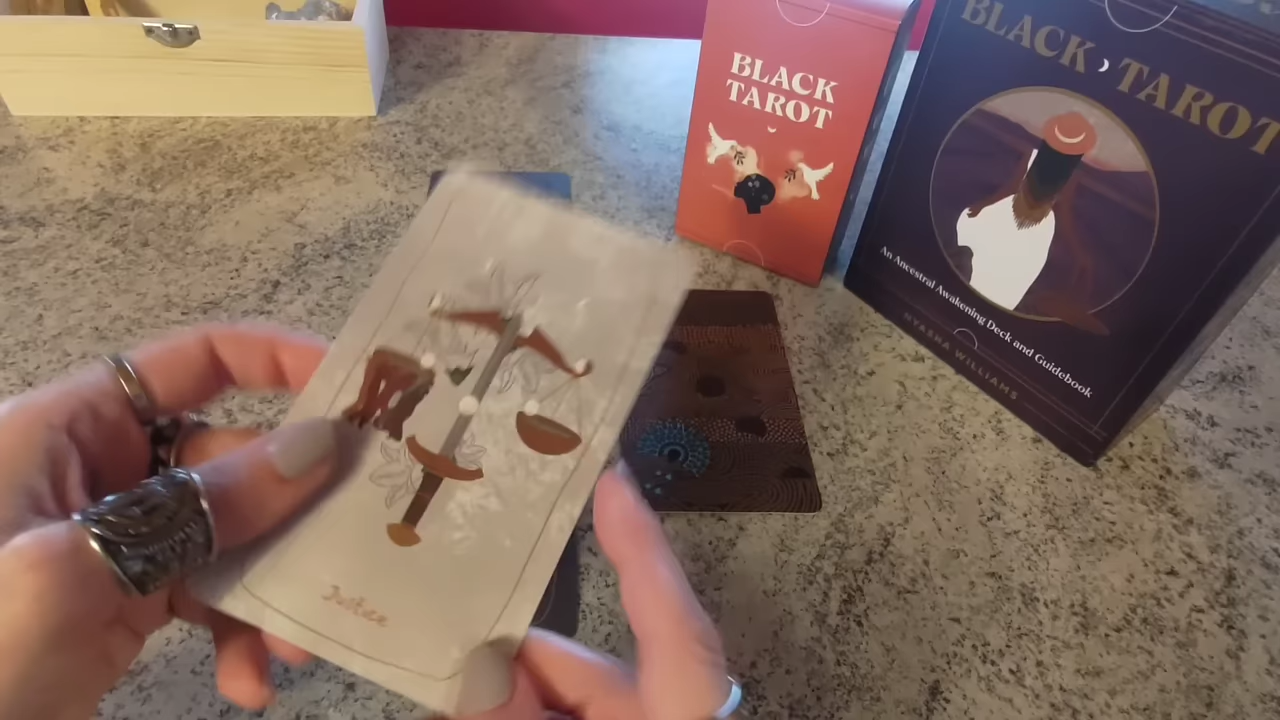 BLACK
TAROT
BLACK TAROT
An Ancestral Awakening Deck and Guidebook
NYASHA WILLIAMS
Justice